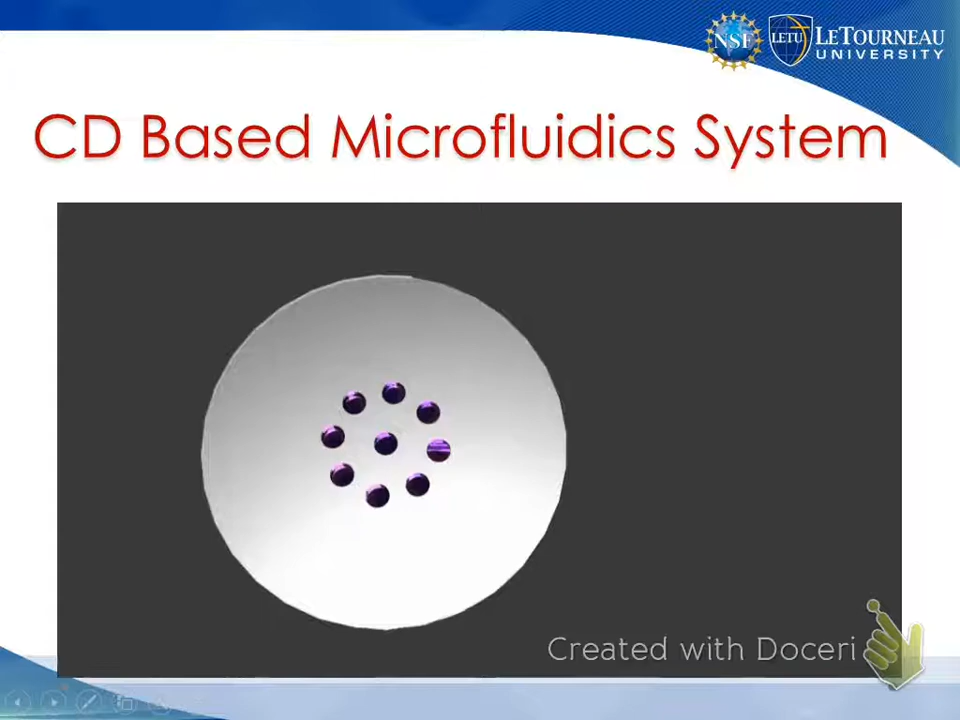 NSF
LETU
LETOURNEAU
UNIVERSITY
CD Based Microfluidics System
Created with Doceri